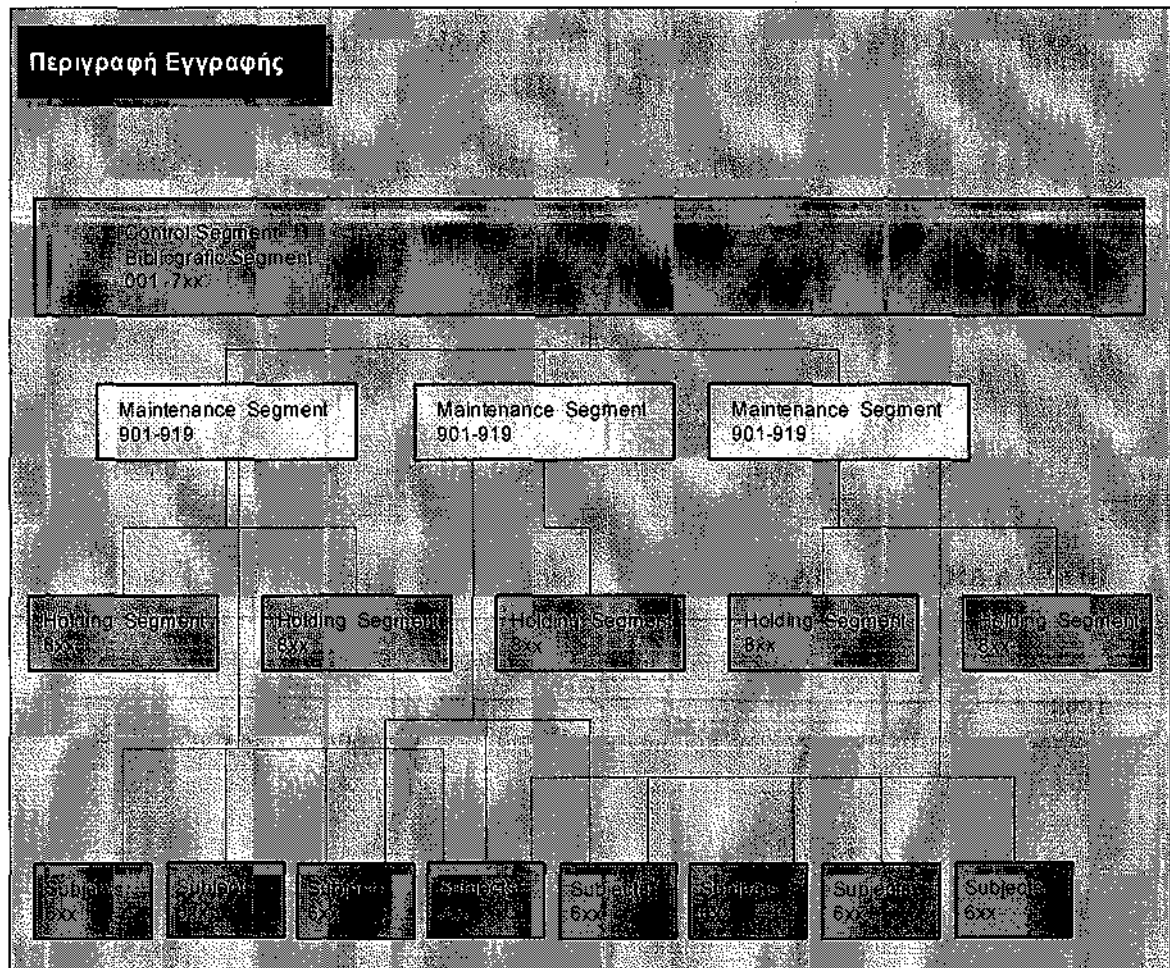 Περιγραφή Εγγραφής
Control Segment
Bibliografic Segment
001 -7xx
Maintenance Segment
901-919
Maintenance Segment
901-919
Maintenance Segment
901-919
Holding Segment
8xx
Holding Segment
8xx
Holding Segment
8xx
Holding Segment
8xx
Holding Segment
8xx
Subjects
6xx
Subjects
6xx
Subjects
6xx
Subjects
Subjects
6xx
Subjects
Subjects
6xx
Subjects
6xx